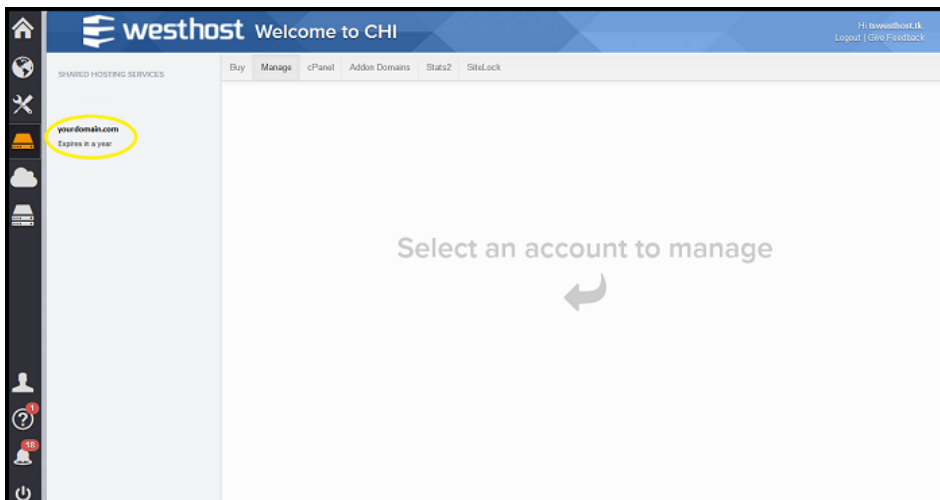 westhost Welcome to CHI
Hi tswesthost.tk
Logout | Give Feedback
SHARED HOSTING SERVICES
Buy Manage cPanel Addon Domains Stats2 SiteLock
yourdomain.com
Expires in a year
Select an account to manage
1
18